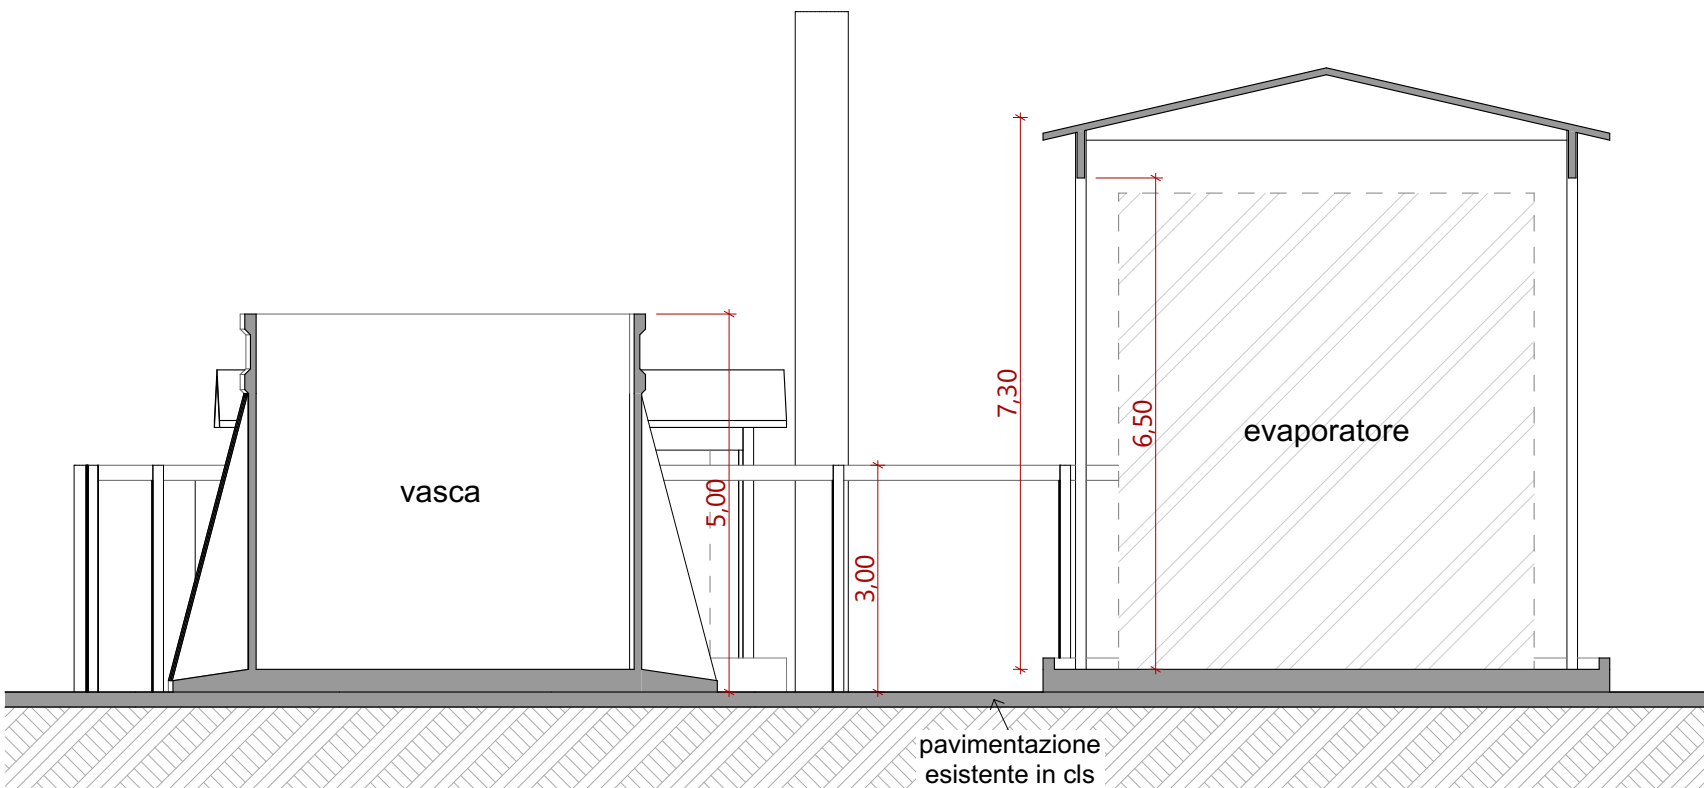 7,30
6,50
evaporatore
vasca
5,00
3,00
pavimentazione
esistente in cls